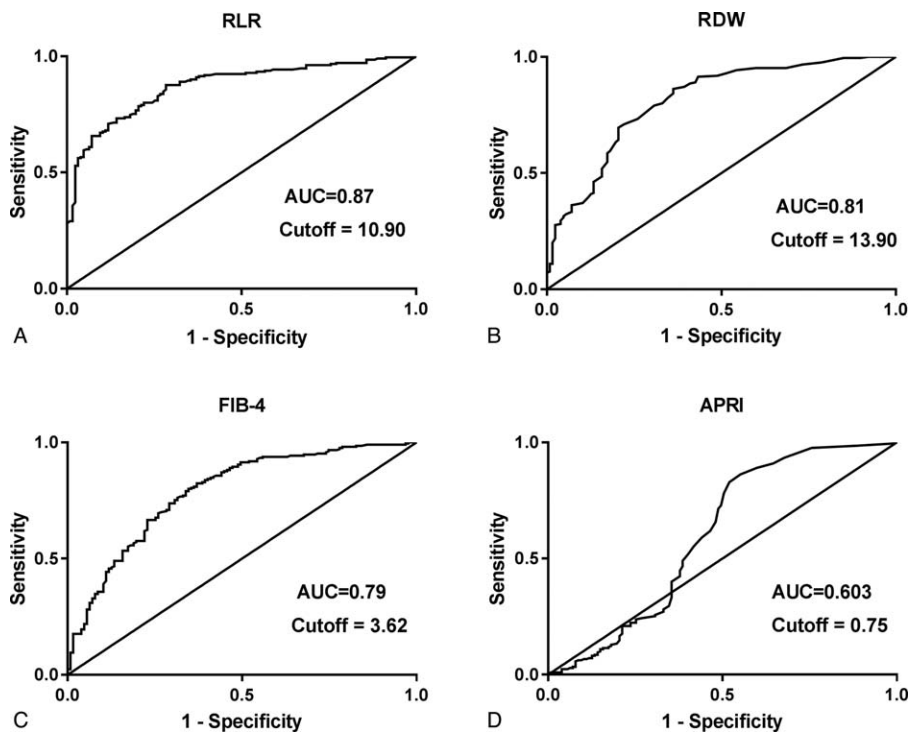 RLR
1.0
0.5
0.0
Sensitivity
AUC=0.87
Cutoff = 10.90
0.0 0.5 1.0
1 - Specificity
A
RDW
1.0
0.5
0.0
Sensitivity
AUC=0.81
Cutoff = 13.90
0.0 0.5 1.0
1 - Specificity
B
FIB-4
1.0
0.5
0.0
Sensitivity
AUC=0.79
Cutoff = 3.62
0.0 0.5 1.0
1 - Specificity
C
APRI
1.0
0.5
0.0
Sensitivity
AUC=0.603
Cutoff = 0.75
0.0 0.5 1.0
1 - Specificity
D